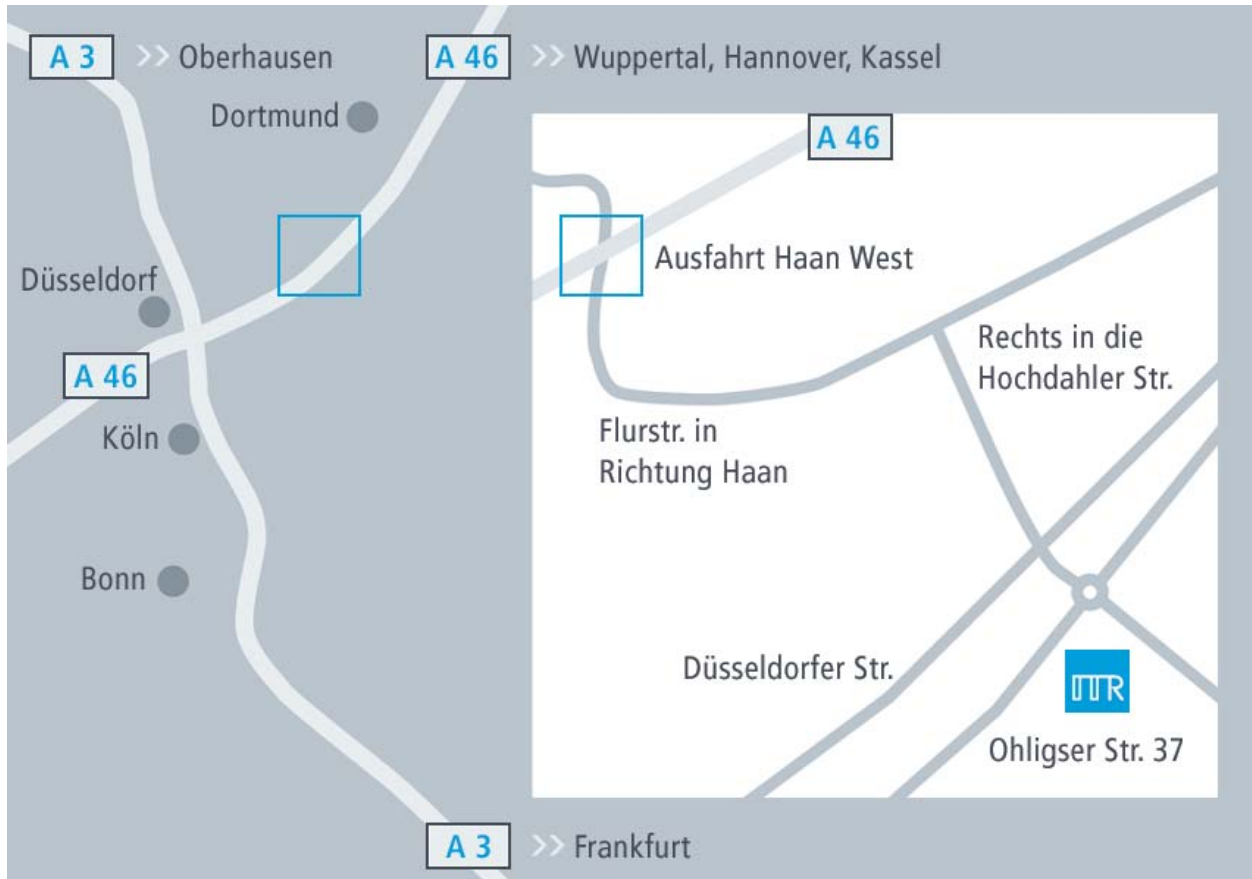 A 3 >> Oberhausen
A 46 >> Wuppertal, Hannover, Kassel
Dortmund
A 46
Ausfahrt Haan West
Düsseldorf
Rechts in die
Hochdahler Str.
A 46
Köln
Flurstr. in
Richtung Haan
Bonn
Düsseldorfer Str.
ITR
Ohligser Str. 37
A 3 >> Frankfurt